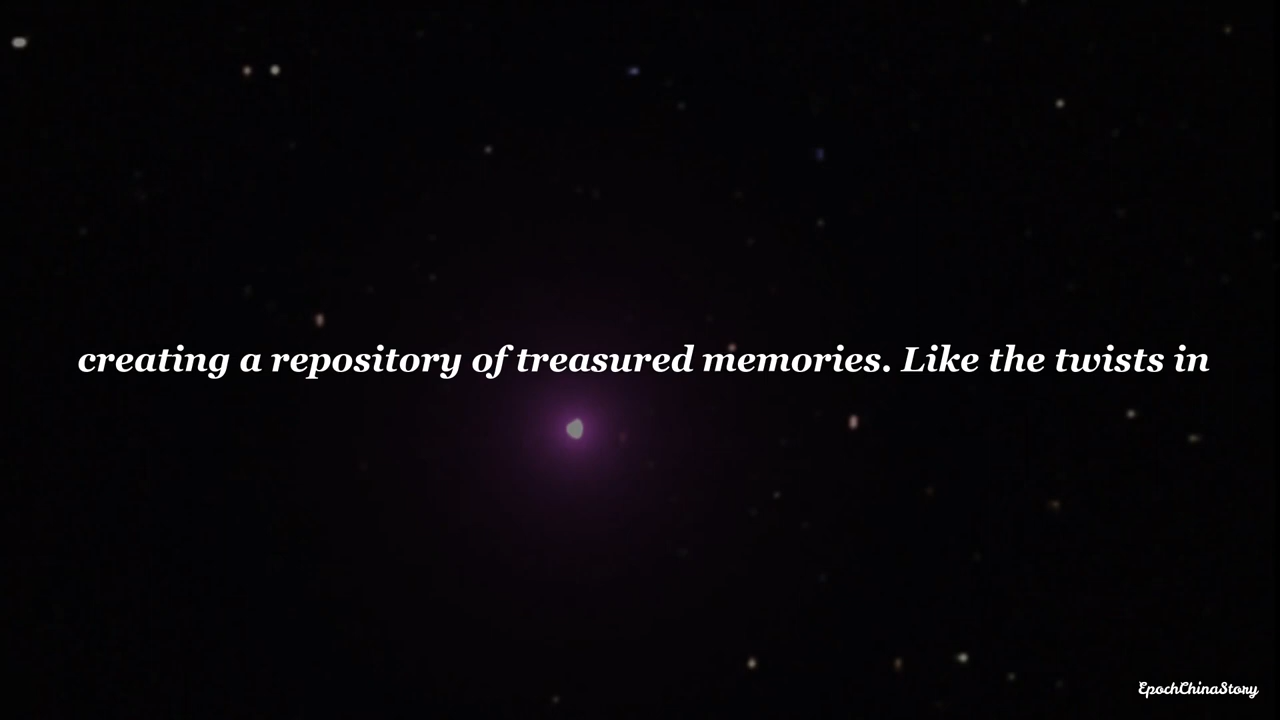 creating a repository of treasured memories. Like the twists in
EpochChinaStory